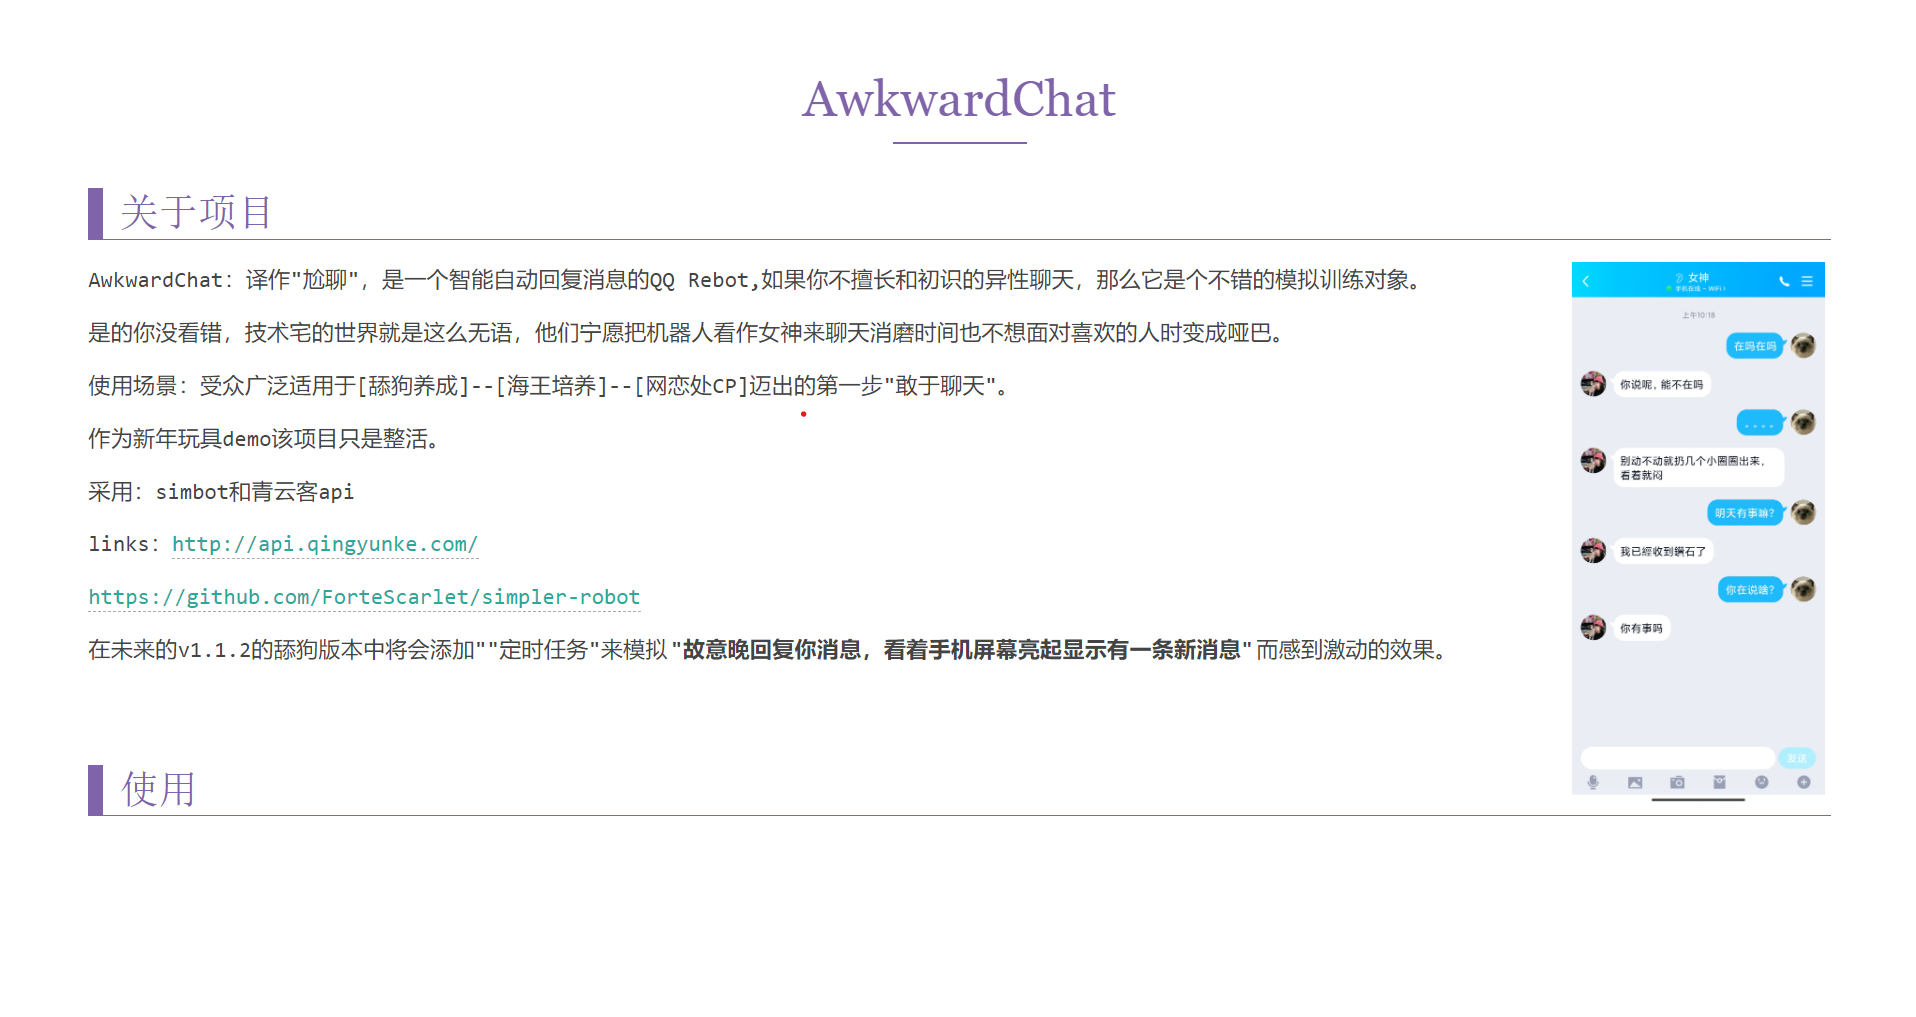 AwkwardChat
关于项目
AwkwardChat：译作"尬聊"，是一个智能自动回复消息的QQ Rebot,如果你不擅长和初识的异性聊天，那么它是个不错的模拟训练对象。
是的你没看错，技术宅的世界就是这么无语，他们宁愿把机器人看作女神来聊天消磨时间也不想面对喜欢的人时变成哑巴。
使用场景：受众广泛适用于[舔狗养成]--[海王培养]--[网恋处CP]迈出的第一步"敢于聊天"。
作为新年玩具demo该项目只是整活。
采用：simbot和青云客api
links：http://api.qingyunke.com/
https://github.com/ForteScarlet/simpler-robot
在未来的v1.1.2的舔狗版本中将会添加""定时任务"来模拟"故意晚回复你消息，看着手机屏幕亮起显示有一条新消息"而感到激动的效果。
女神
手机在线 - WiFi ›
上午10:18
在吗在吗
你说呢，能不在吗
。。。。
别动不动就扔几个小圈圈出来，
看着就闷
明天有事嘛？
我已經收到鑽石了
你在说啥？
你有事吗
发送
使用